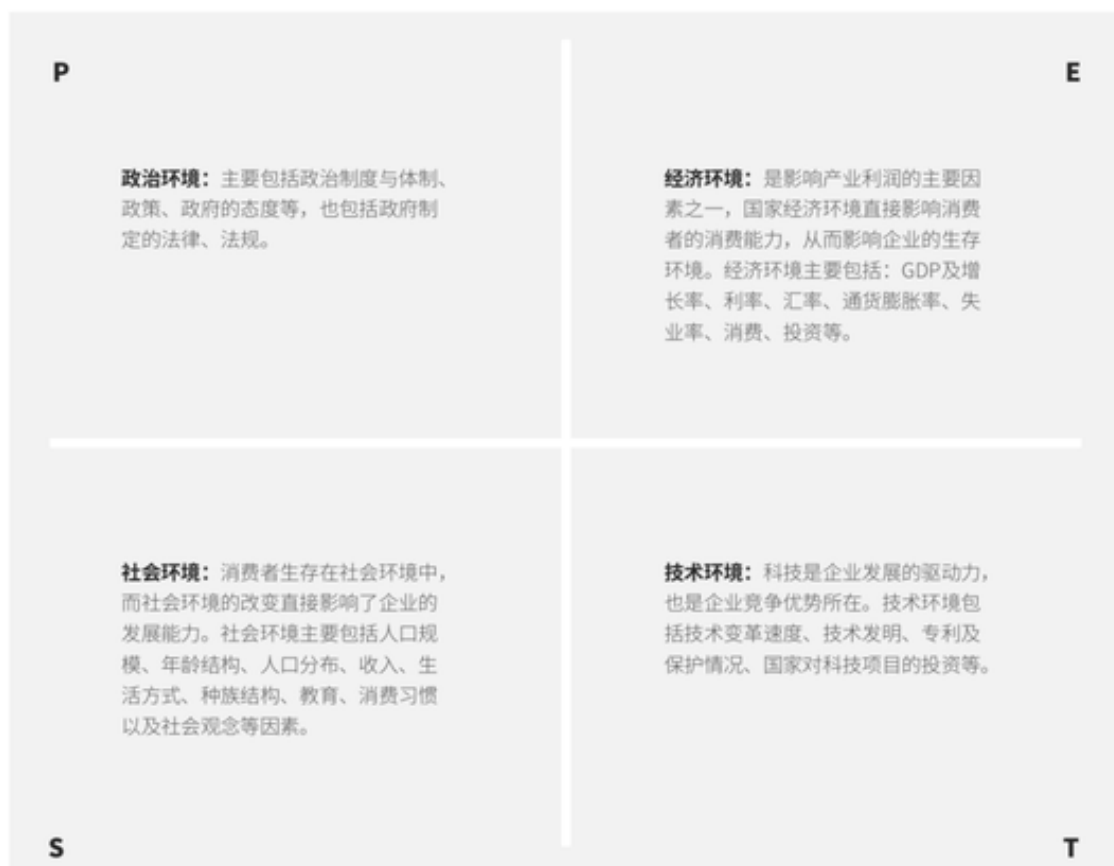 P
政治环境：主要包括政治制度与体制、
政策、政府的态度等，也包括政府制
定的法律、法规。
E
经济环境：是影响产业利润的主要因
素之一，国家经济环境直接影响消费
者的消费能力，从而影响企业的生存
环境。经济环境主要包括：GDP及增
长率、利率、汇率、通货膨胀率、失
业率、消费、投资等。
社会环境：消费者生存在社会环境中，
而社会环境的改变直接影响了企业的
发展能力。社会环境主要包括人口规
模、年龄结构、人口分布、收入、生
活方式、种族结构、教育、消费习惯
以及社会观念等因素。
S
技术环境：科技是企业发展的驱动力，
也是企业竞争优势所在。技术环境包
括技术变革速度、技术发明、专利及
保护情况、国家对科技项目的投资等。
T